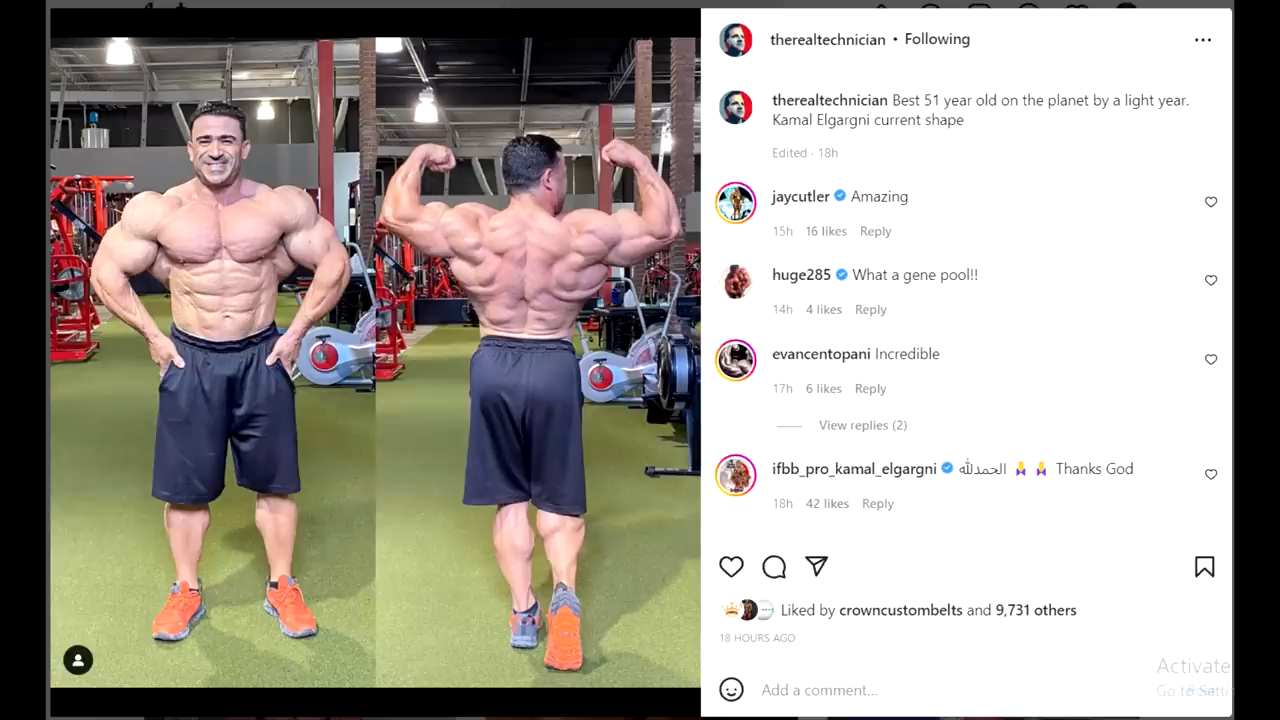 therealtechnician • Following
therealtechnician Best 51 year old on the planet by a light year.
Kamal Elgargni current shape
Edited · 18h
jaycutler Amazing
15h 16 likes Reply
huge285 What a gene pool!!
14h 4 likes Reply
evancentopani Incredible
17h 6 likes Reply
View replies (2)
ifbb_pro_kamal_elgargni الحمدلله Thanks God
18h 42 likes Reply
Liked by crowncustombelts and 9,731 others
18 HOURS AGO
Activate
Add a comment...
Go to Setti